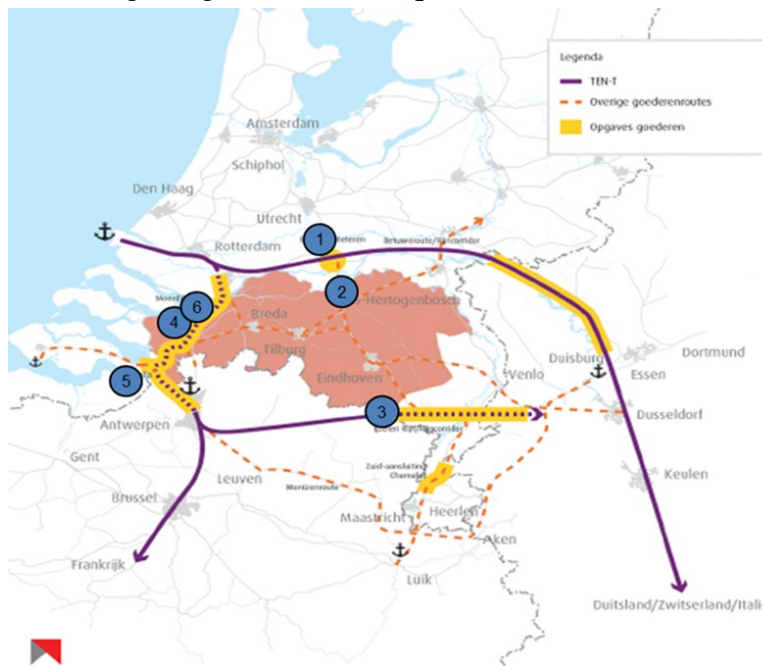 Legenda
TEN-T
Overige goederenroutes
Opgaves goederen
Amsterdam
Schiphol
Den Haag
Utrecht
Rotterdam
1
Betuweroute/
2
-Hertogenbosch
6
4
Breda
Tilburg
Eindhoven
5
3
Venlo
Duisburg
Dortmund
Essen
Dusseldorf
Keulen
Antwerpen
Gent
Leuven
Brussel
Montzenroute
Zuid-aansluiting
Chemelot
Maastricht
Heerlen
Aken
Luik
Frankrijk
Duitsland/Zwitserland/Itali